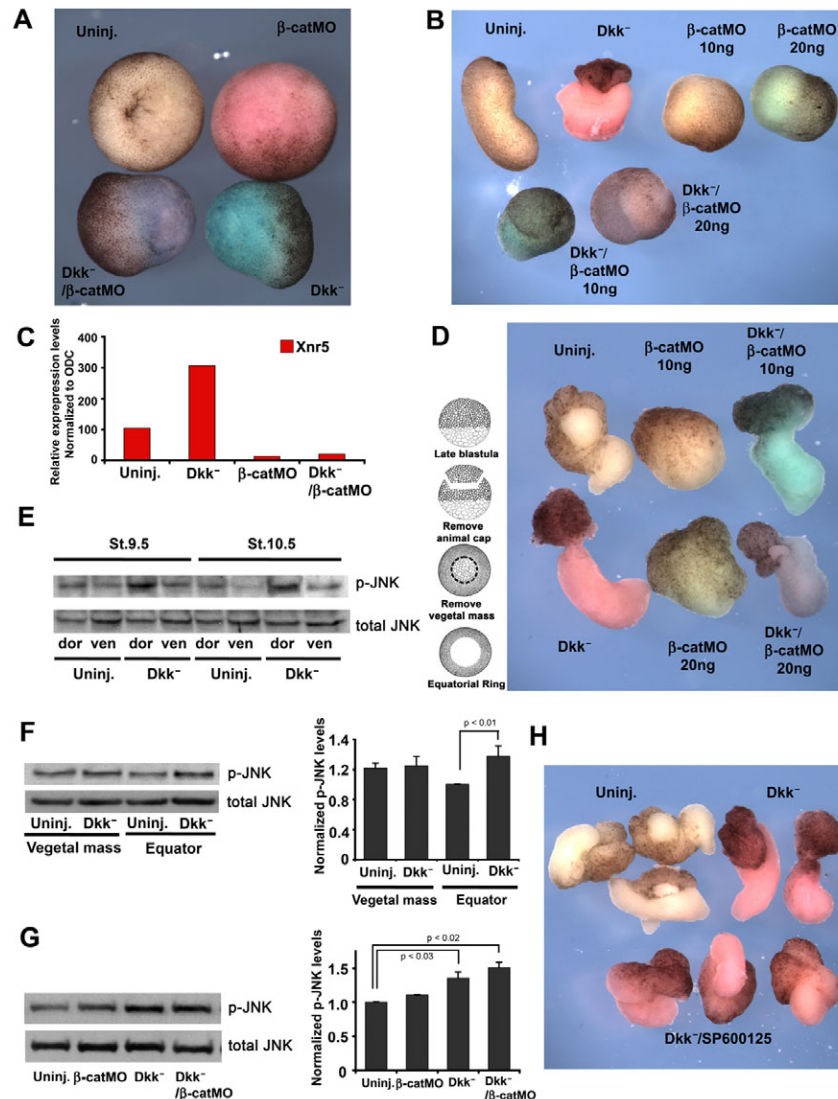 A
Uninj.
β-catMO
Dkk⁻
/β-catMO
Dkk⁻
B
Uninj.
Dkk⁻
β-catMO
10ng
β-catMO
20ng
Dkk⁻/
β-catMO
10ng
Dkk⁻/
β-catMO
20ng
C
Relative exprepression levels
Normalized to ODC
400
300
200
100
0
Xnr5
Uninj.
Dkk⁻
β-catMO
Dkk⁻
/β-catMO
D
Late blastula
Remove
animal cap
Remove
vegetal mass
Equatorial Ring
Uninj.
β-catMO
10ng
Dkk⁻/
β-catMO
10ng
Dkk⁻
β-catMO
20ng
Dkk⁻/
β-catMO
20ng
E
St.9.5
St.10.5
p-JNK
total JNK
dor ven dor ven dor ven dor ven
Uninj. Dkk⁻ Uninj. Dkk⁻
F
p-JNK
total JNK
Uninj. Dkk⁻ Uninj. Dkk⁻
Vegetal mass Equator
Normalized p-JNK levels
1.4
1.2
0.8
0.4
0
p < 0.01
Uninj. Dkk⁻ Uninj. Dkk⁻
Vegetal mass Equator
G
p-JNK
total JNK
Uninj. β-catMO Dkk⁻ Dkk⁻
/β-catMO
Normalized p-JNK levels
1.5
1.0
0.5
0
p < 0.02
p < 0.03
Uninj. β-catMO Dkk⁻ Dkk⁻
/β-catMO
H
Uninj.
Dkk⁻
Dkk⁻/SP600125